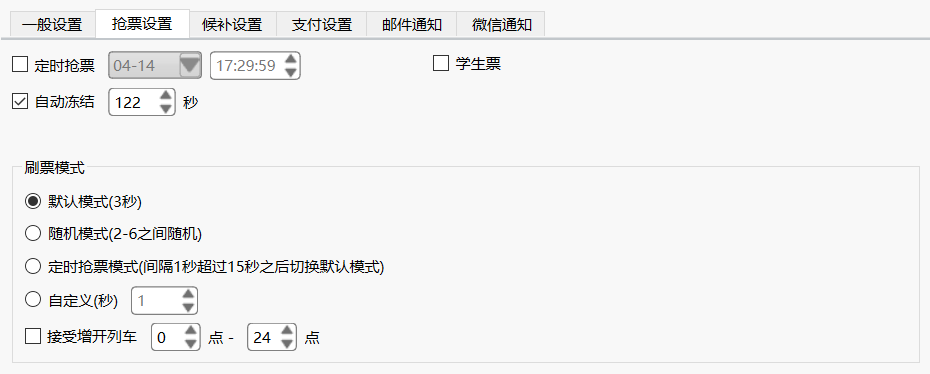 一般设置 抢票设置 候补设置 支付设置 邮件通知 微信通知
定时抢票 04-14 17:29:59 学生票
自动冻结 122 秒
刷票模式
默认模式(3秒)
随机模式(2-6之间随机)
定时抢票模式(间隔1秒超过15秒之后切换默认模式)
自定义(秒) 1
接受增开列车 0 点 - 24 点